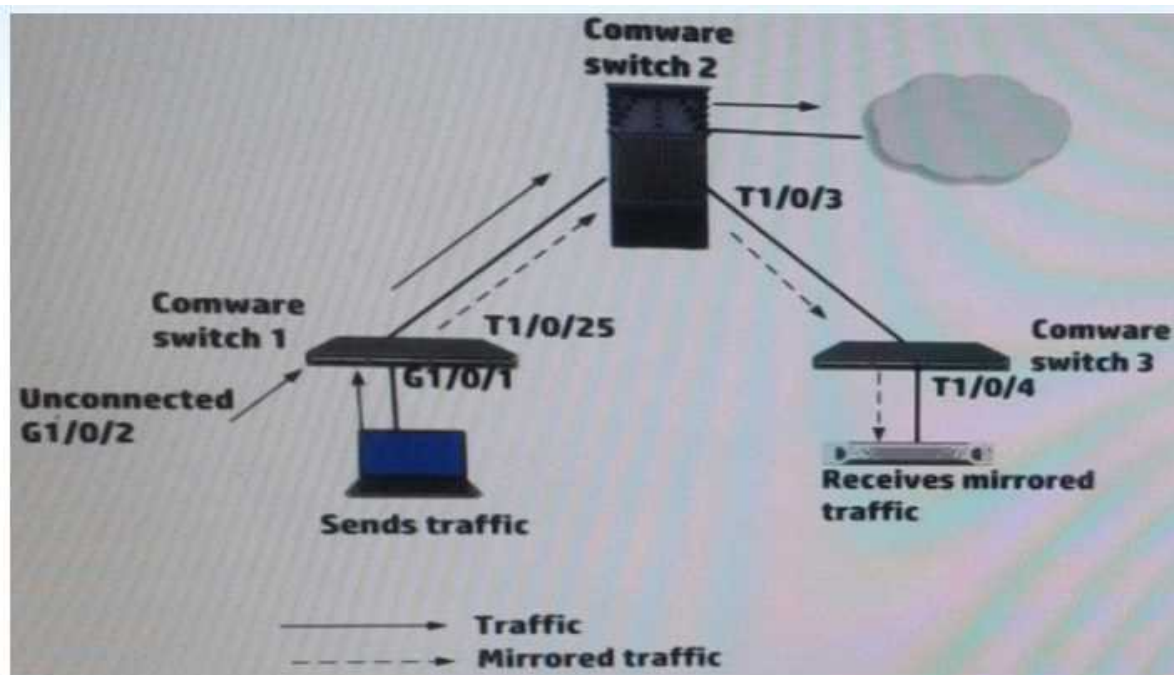 Comware
switch 2
T1/0/3
Comware
switch 1
T1/0/25
Comware
switch 3
G1/0/1
T1/0/4
Unconnected
G1/0/2
Receives mirrored
traffic
Sends traffic
Traffic
Mirrored traffic